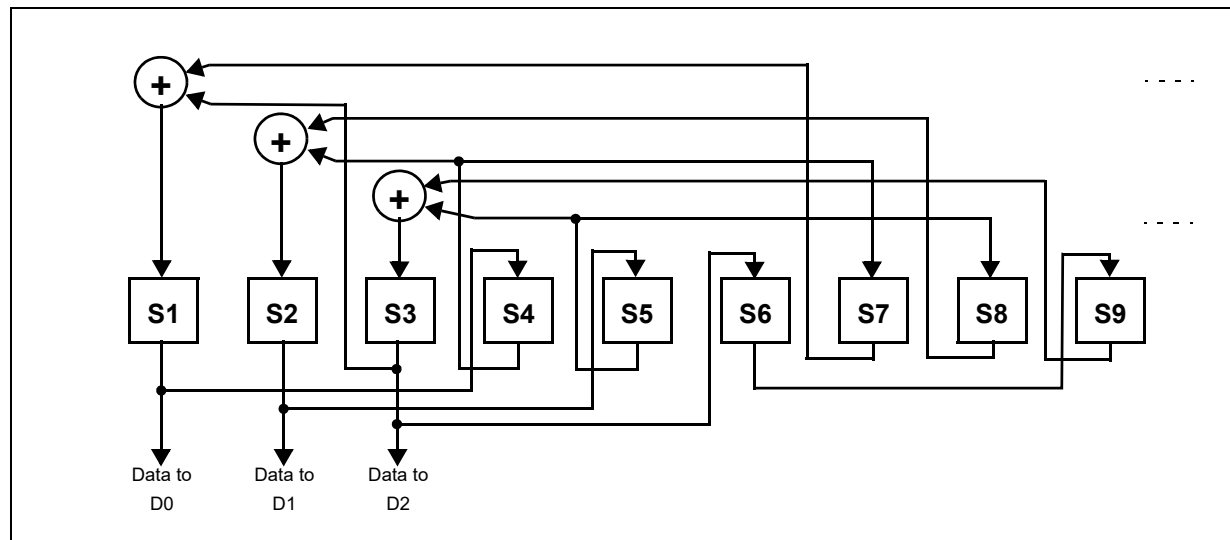 +
+
+
S1 S2 S3 S4 S5 S6 S7 S8 S9
Data to Data to Data to
D0 D1 D2